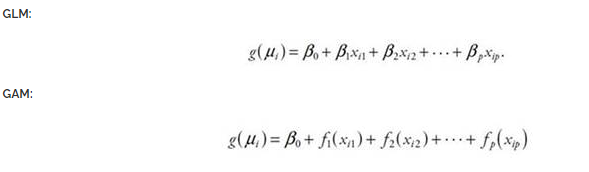 GLM:
g(μᵢ) = β₀ + β₁xᵢ₁ + β₂xᵢ₂ + ⋯ + βₚxᵢₚ.
GAM:
g(μᵢ) = β₀ + f₁(xᵢ₁) + f₂(xᵢ₂) + ⋯ + fₚ(xᵢₚ)